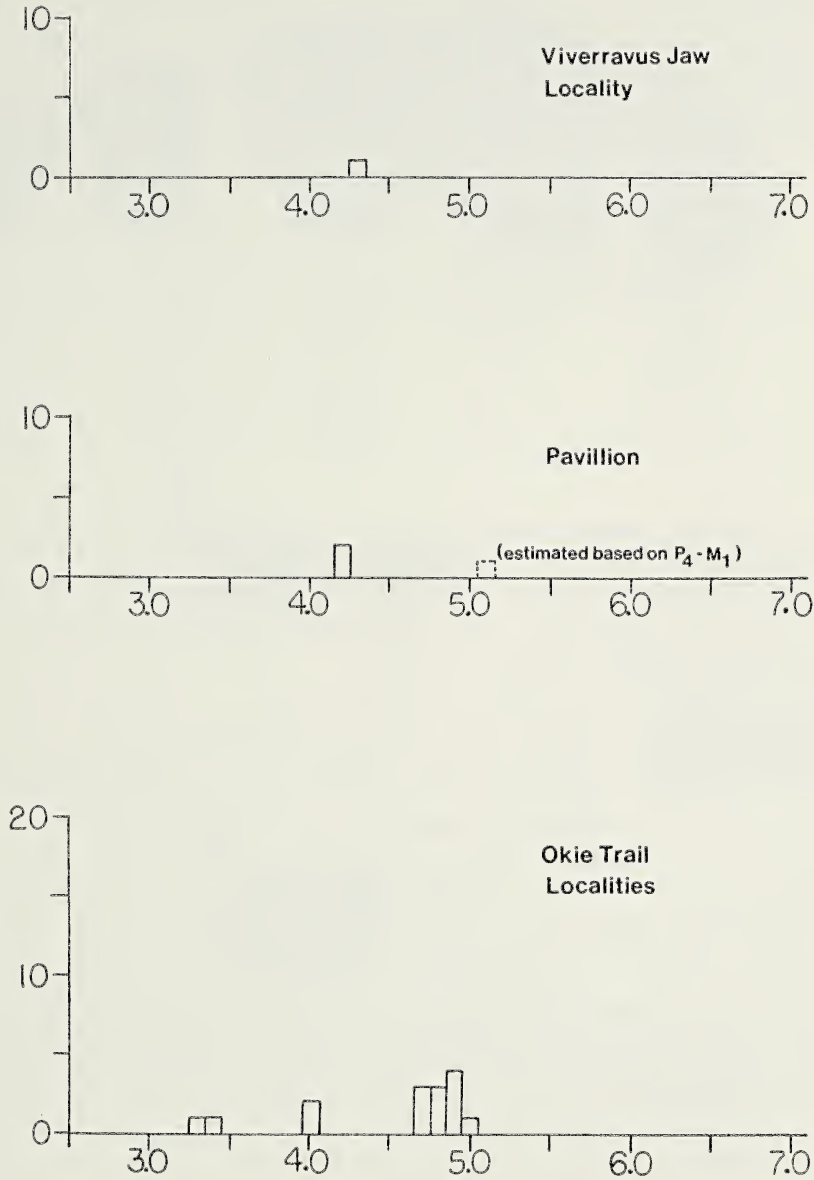 10
Viverravus Jaw
Locality
0
3.0 4.0 5.0 6.0 7.0
10
Pavillion
(estimated based on P4 - M1)
0
3.0 4.0 5.0 6.0 7.0
20
Okie Trail
Localities
10
0
3.0 4.0 5.0 6.0 7.0